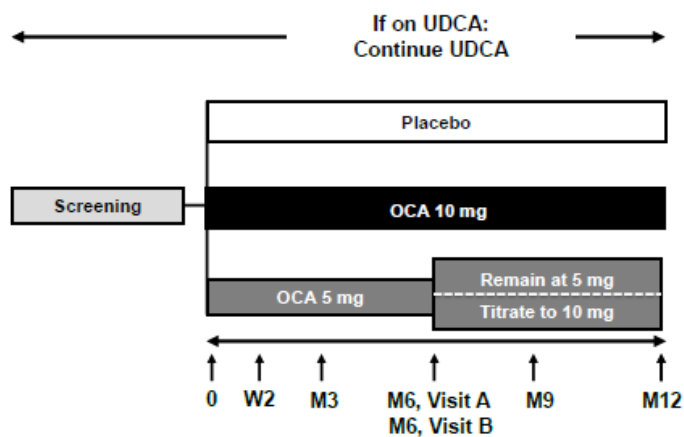 If on UDCA:
Continue UDCA
Placebo
Screening
OCA 10 mg
OCA 5 mg
Remain at 5 mg
Titrate to 10 mg
0 W2 M3 M6, Visit A M9 M12
M6, Visit B